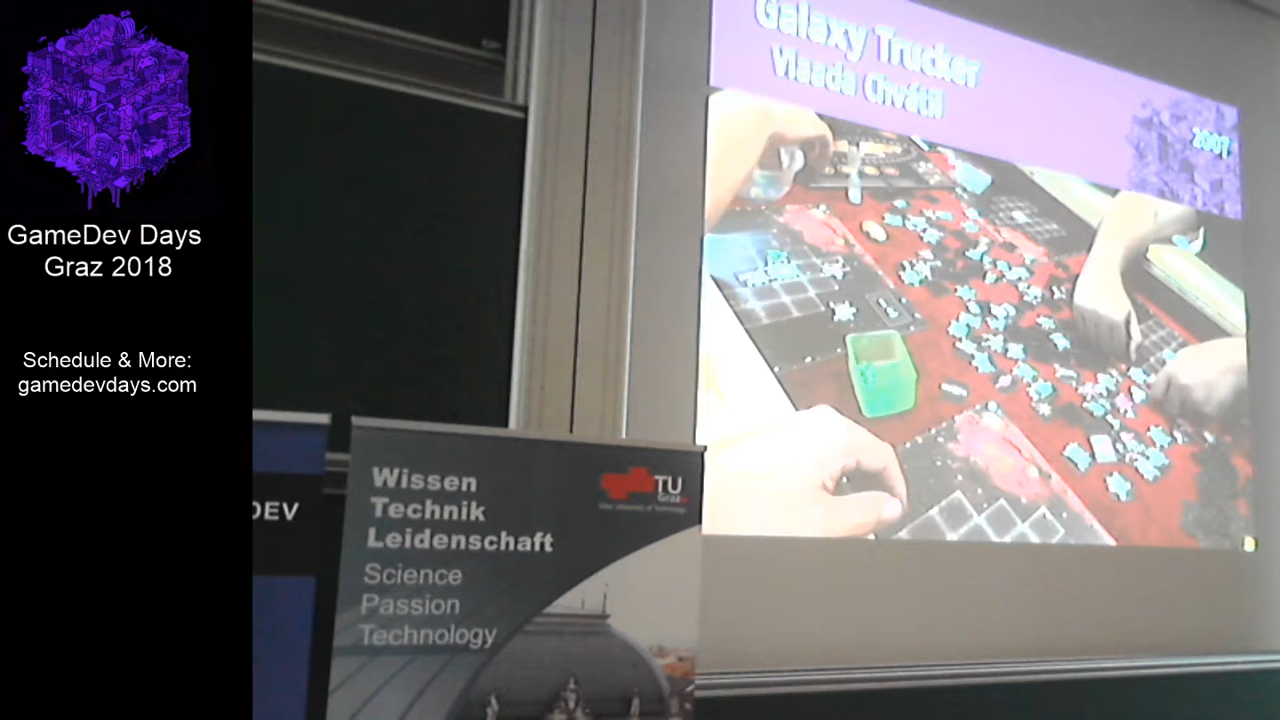 GameDev Days
Graz 2018
Schedule & More:
gamedevdays.com
Galaxy Trucker
Vlaada Chvátil
2007
DEV
Wissen
Technik
Leidenschaft
TU
Graz
Science
Passion
Technology